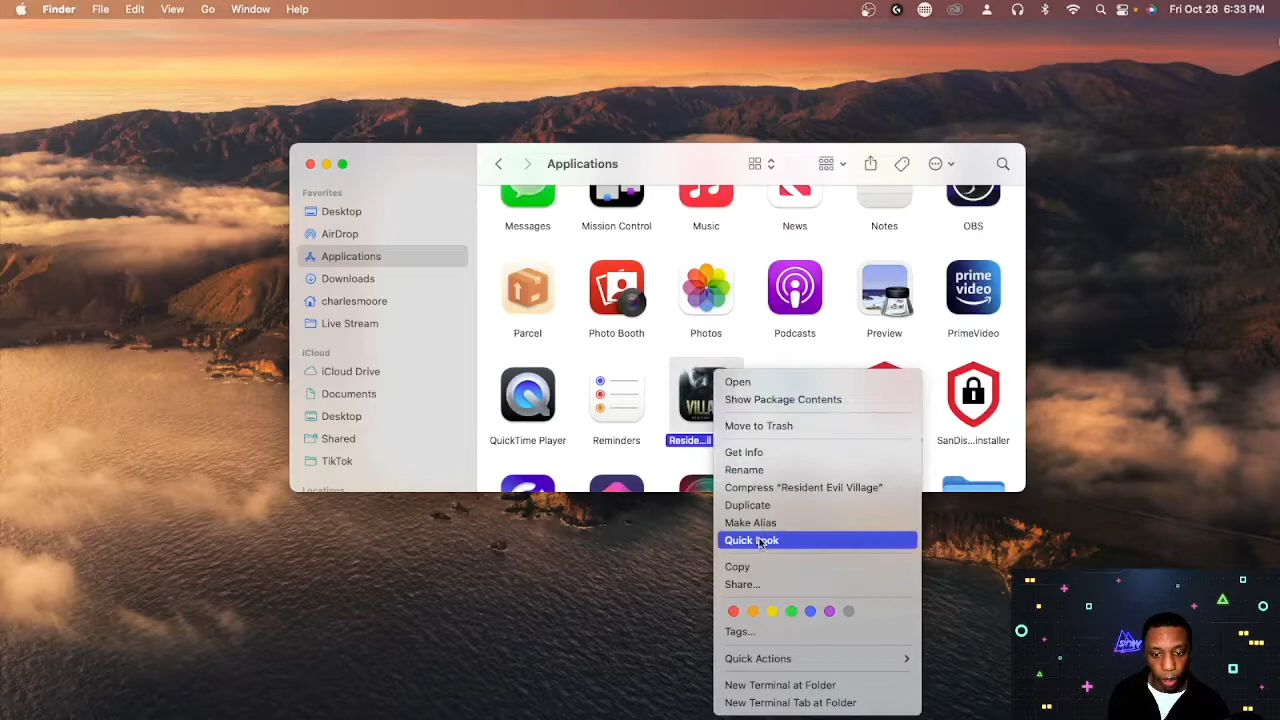 Finder File Edit View Go Window Help Fri Oct 28 6:33 PM
Applications
Favorites
Desktop
AirDrop
Applications
Downloads
charlesmoore
Live Stream
iCloud
iCloud Drive
Documents
Desktop
Shared
TikTok
Locations
Messages Mission Control Music News Notes OBS
prime video
Parcel Photo Booth Photos Podcasts Preview PrimeVideo
QuickTime Player Reminders Reside...ll SanDis...installer
Open
Show Package Contents
Move to Trash
Get Info
Rename
Compress “Resident Evil Village”
Duplicate
Make Alias
Quick Look
Copy
Share...
Tags...
Quick Actions
New Terminal at Folder
New Terminal Tab at Folder